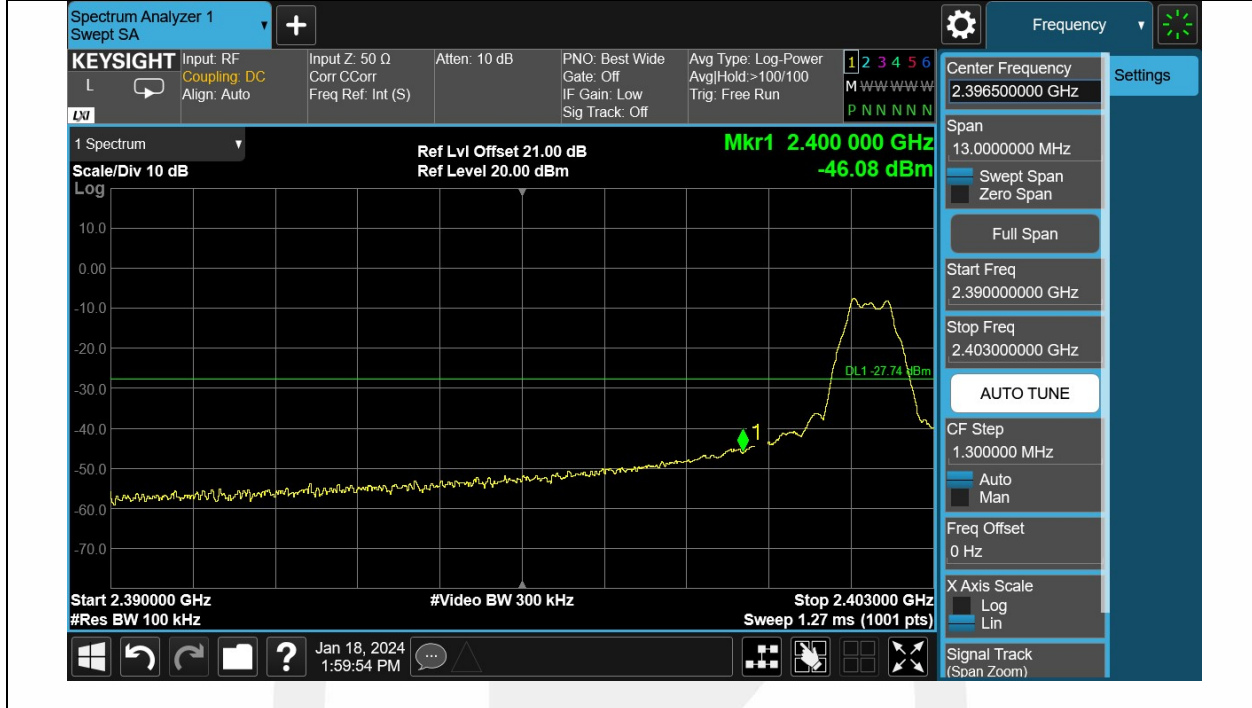 Spectrum Analyzer 1
Swept SA
Frequency
KEYSIGHT
L
LXI
Input: RF
Coupling: DC
Align: Auto
Input Z: 50 Ω
Corr CCorr
Freq Ref: Int (S)
Atten: 10 dB
PNO: Best Wide
Gate: Off
IF Gain: Low
Sig Track: Off
Avg Type: Log-Power
Avg|Hold:>100/100
Trig: Free Run
1 2 3 4 5 6
M W W W W W
P N N N N N
1 Spectrum
Scale/Div 10 dB
Log
Ref Lvl Offset 21.00 dB
Ref Level 20.00 dBm
Mkr1 2.400 000 GHz
-46.08 dBm
10.0
0.00
-10.0
-20.0
-30.0
-40.0
-50.0
-60.0
-70.0
DL1 -27.74 dBm
1
Start 2.390000 GHz
#Res BW 100 kHz
#Video BW 300 kHz
Stop 2.403000 GHz
Sweep 1.27 ms (1001 pts)
Jan 18, 2024
1:59:54 PM
Center Frequency
2.396500000 GHz
Span
13.0000000 MHz
Swept Span
Zero Span
Full Span
Start Freq
2.390000000 GHz
Stop Freq
2.403000000 GHz
AUTO TUNE
CF Step
1.300000 MHz
Auto
Man
Freq Offset
0 Hz
X Axis Scale
Log
Lin
Signal Track
(Span Zoom)
Settings